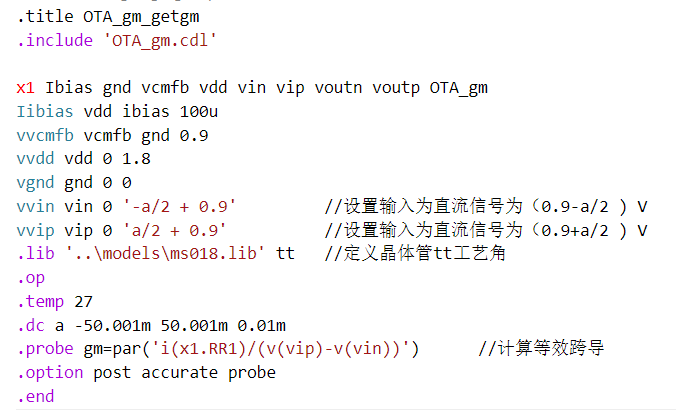 .title OTA_gm_getgm
.include 'OTA_gm.cdl'
x1 Ibias gnd vcmfb vdd vin vip voutn voutp OTA_gm
Iibias vdd ibias 100u
vvcmfb vcmfb gnd 0.9
vvdd vdd 0 1.8
vgnd gnd 0 0
vvin vin 0 '-a/2 + 0.9' //设置输入为直流信号为（0.9-a/2 ）V
vvip vip 0 'a/2 + 0.9' //设置输入为直流信号为（0.9+a/2 ）V
.lib '..\models\ms018.lib' tt //定义晶体管tt工艺角
.op
.temp 27
.dc a -50.001m 50.001m 0.01m
.probe gm=par('i(x1.RR1)/(v(vip)-v(vin))') //计算等效跨导
.option post accurate probe
.end